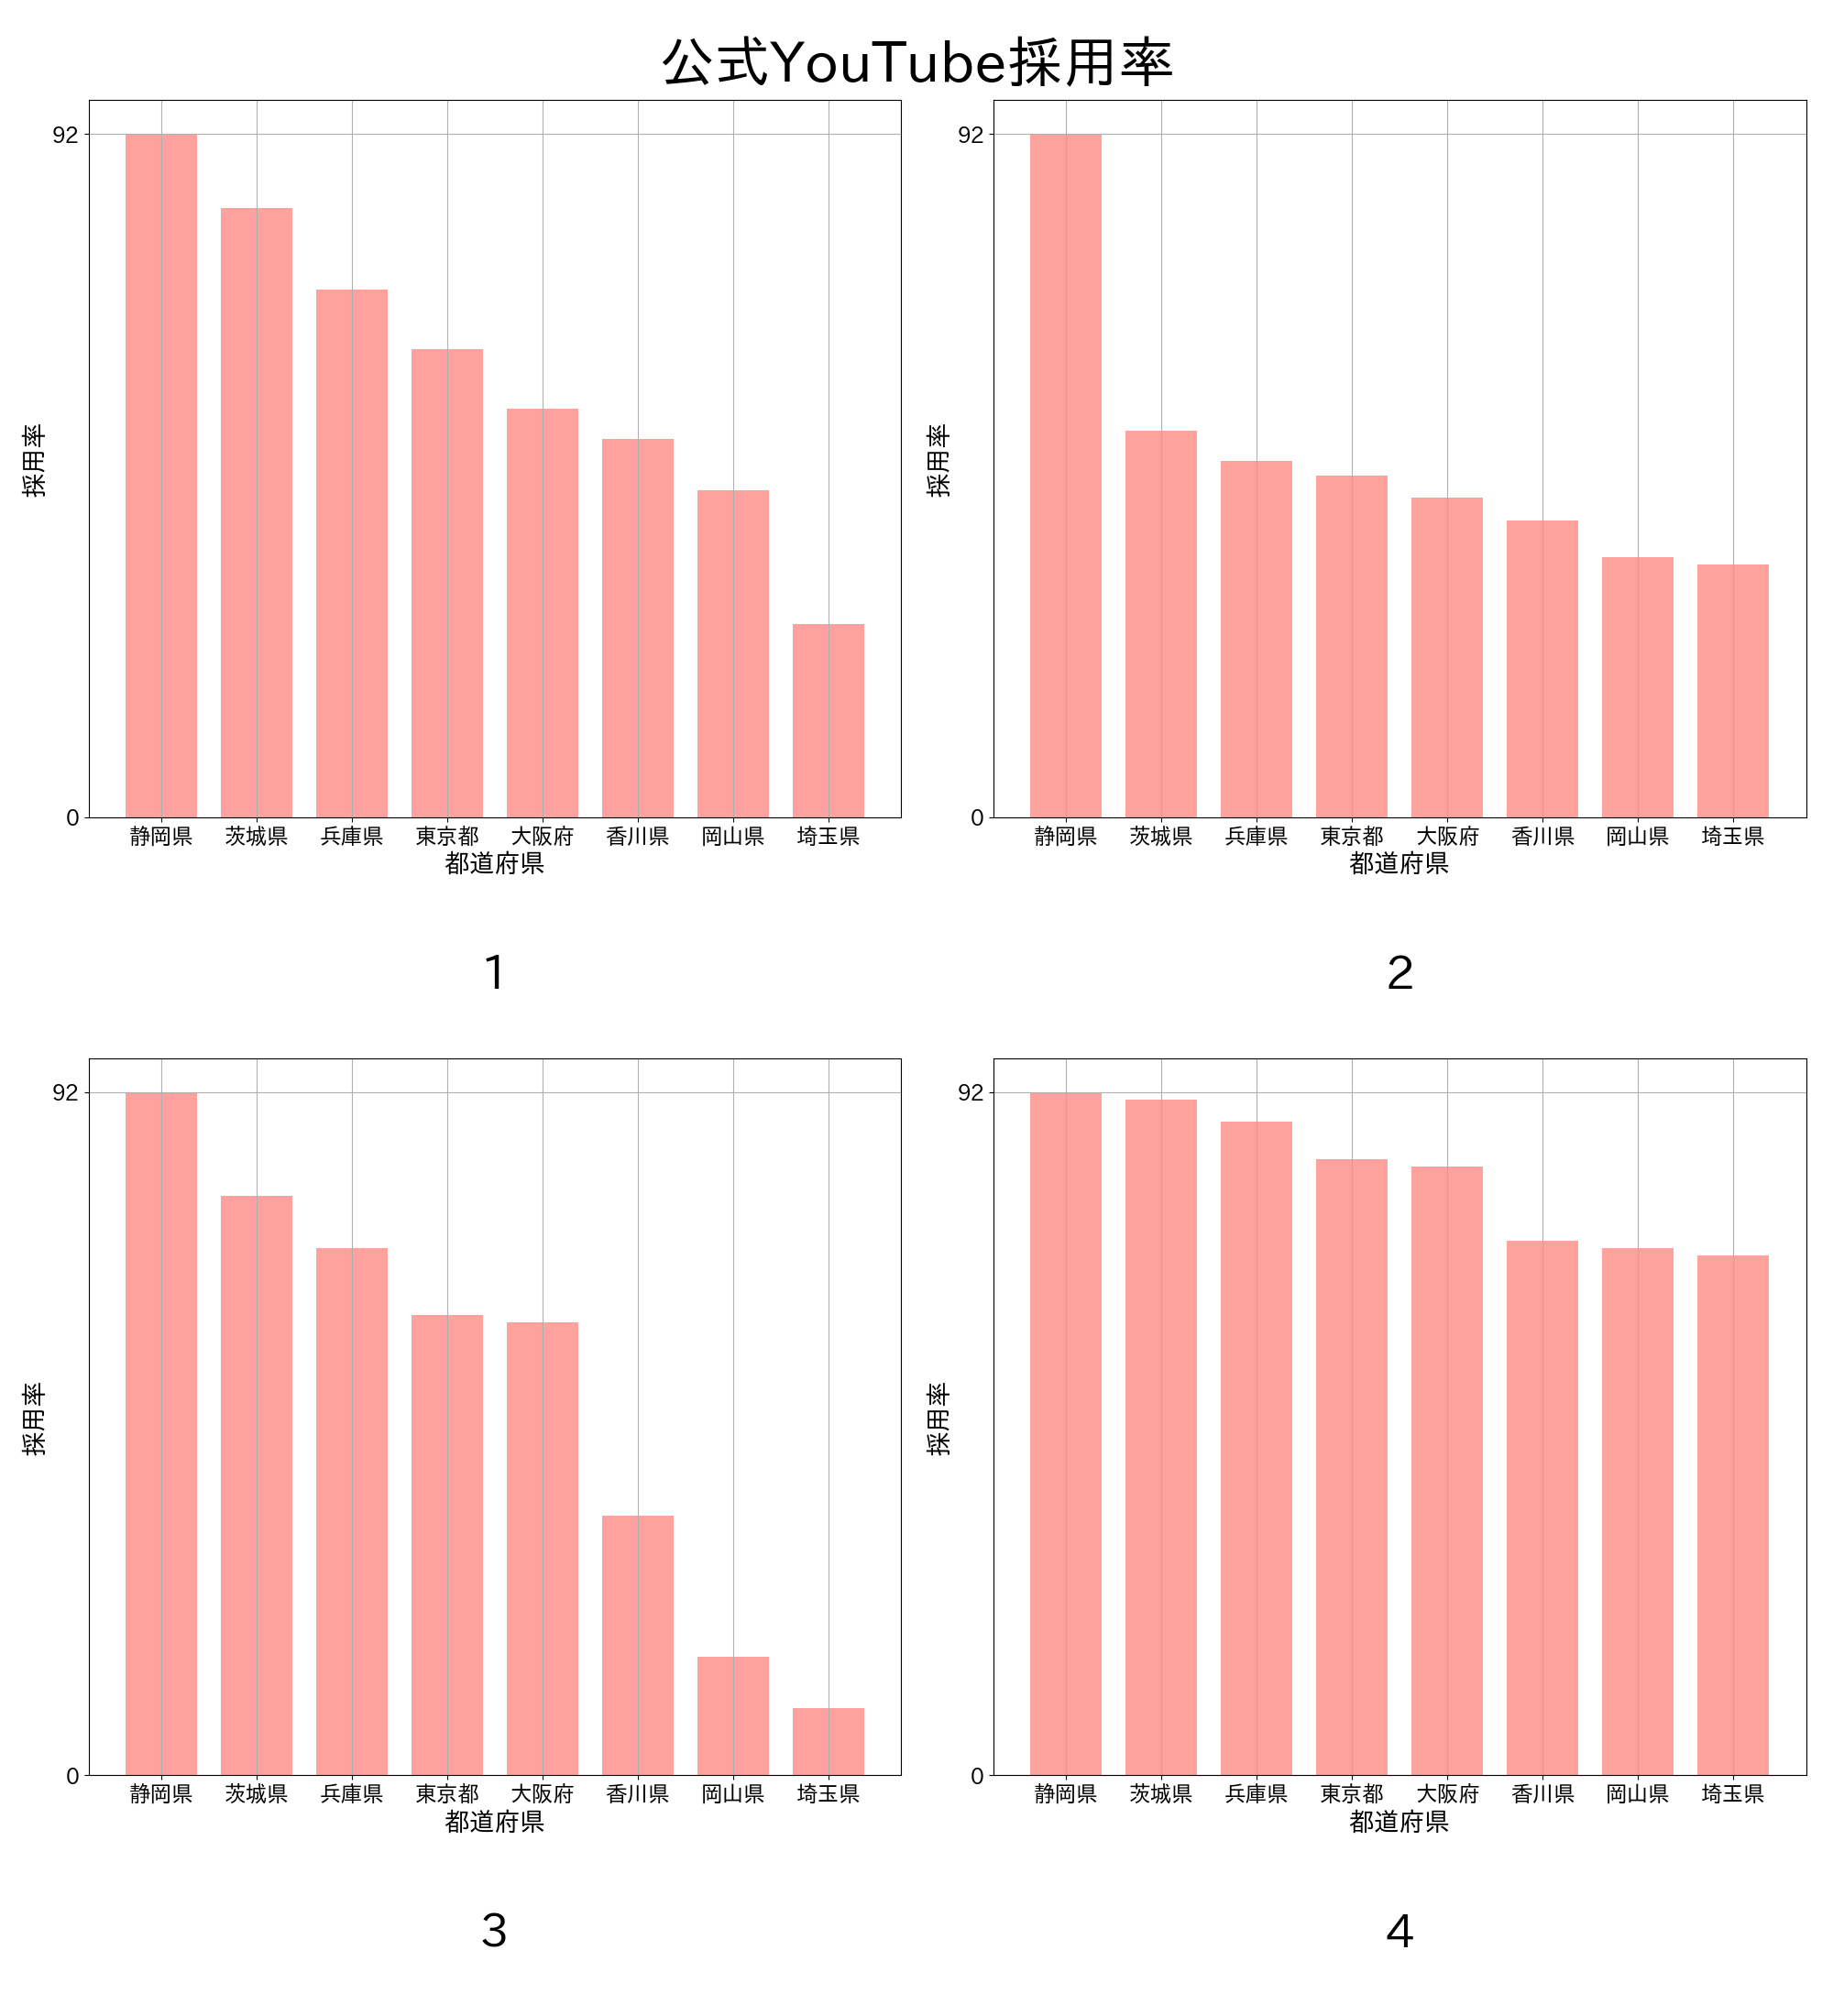 公式YouTube採用率
92
0
採用率
静岡県 茨城県 兵庫県 東京都 大阪府 香川県 岡山県 埼玉県
都道府県
1
92
0
採用率
静岡県 茨城県 兵庫県 東京都 大阪府 香川県 岡山県 埼玉県
都道府県
2
92
0
採用率
静岡県 茨城県 兵庫県 東京都 大阪府 香川県 岡山県 埼玉県
都道府県
3
92
0
採用率
静岡県 茨城県 兵庫県 東京都 大阪府 香川県 岡山県 埼玉県
都道府県
4